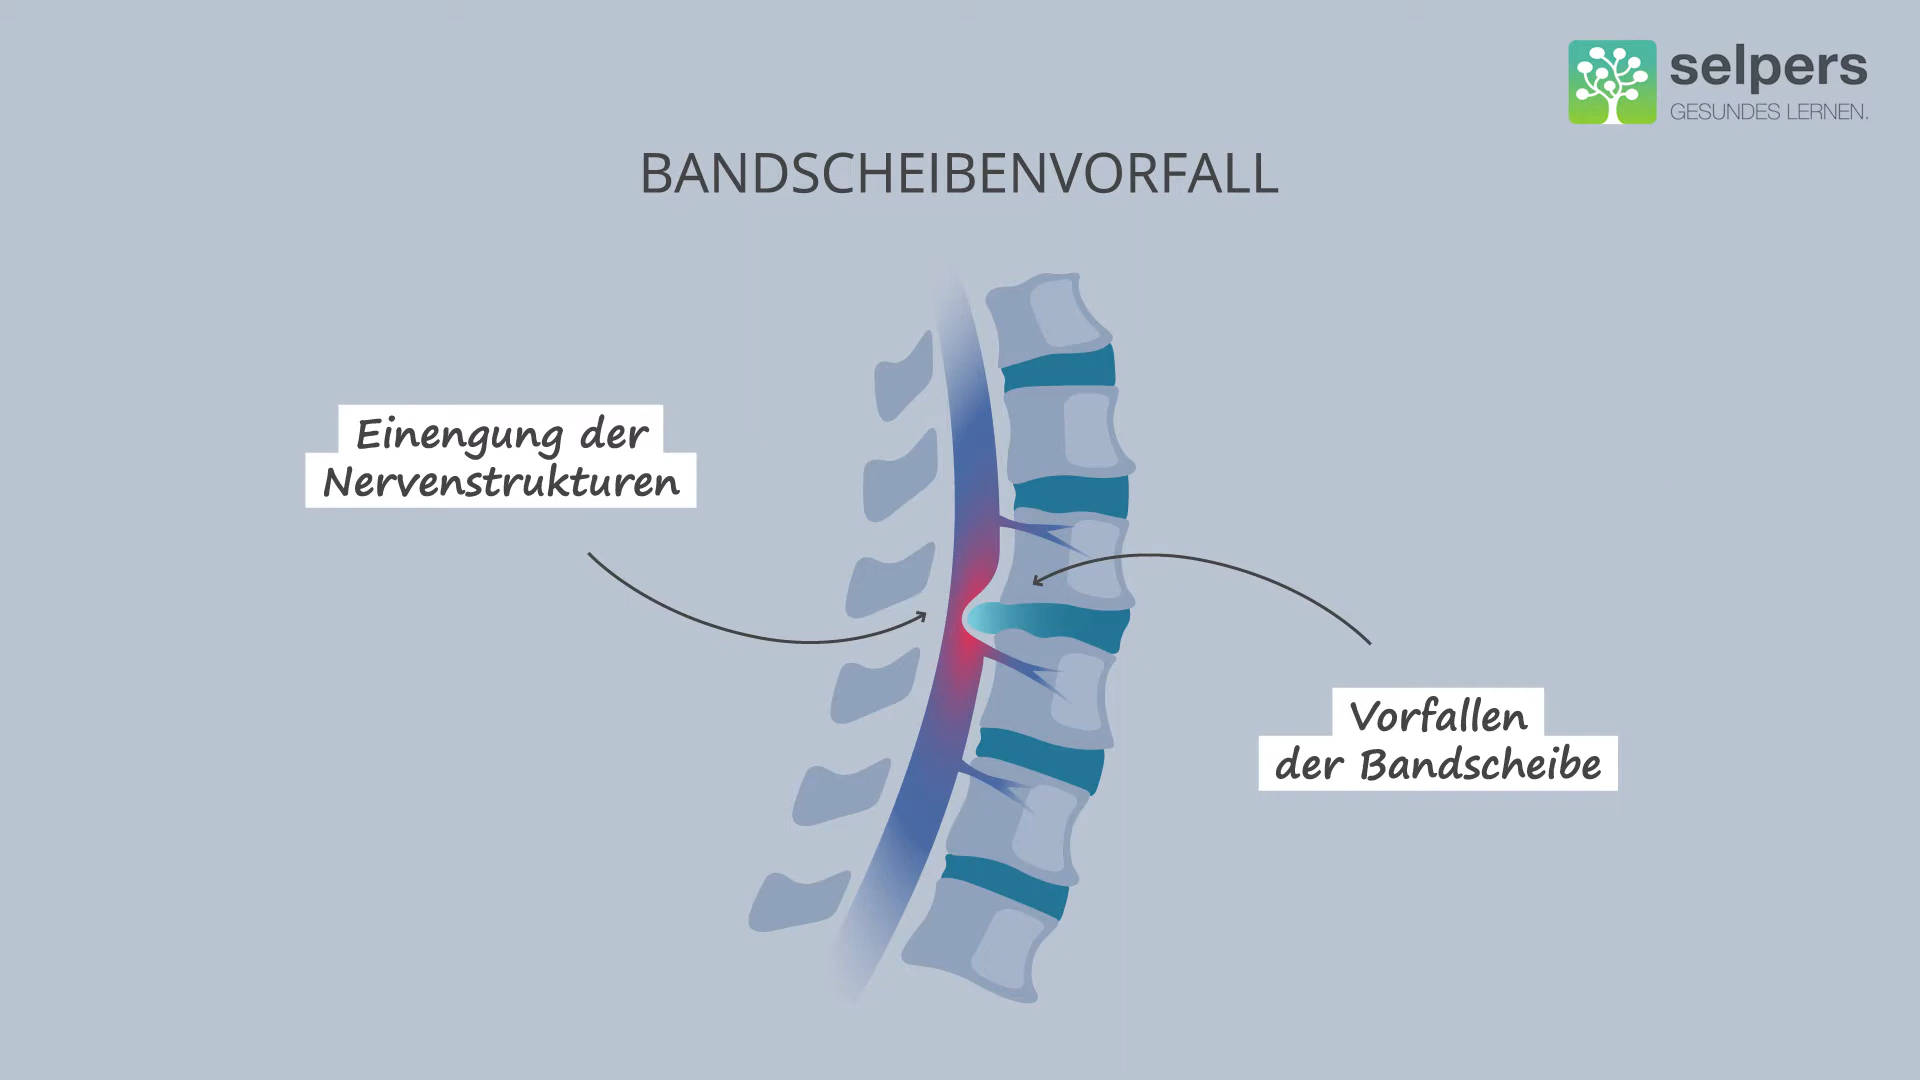 selpers
GESUNDES LERNEN.
BANDSCHEIBENVORFALL
Einengung der
Nervenstrukturen
Vorfallen
der Bandscheibe